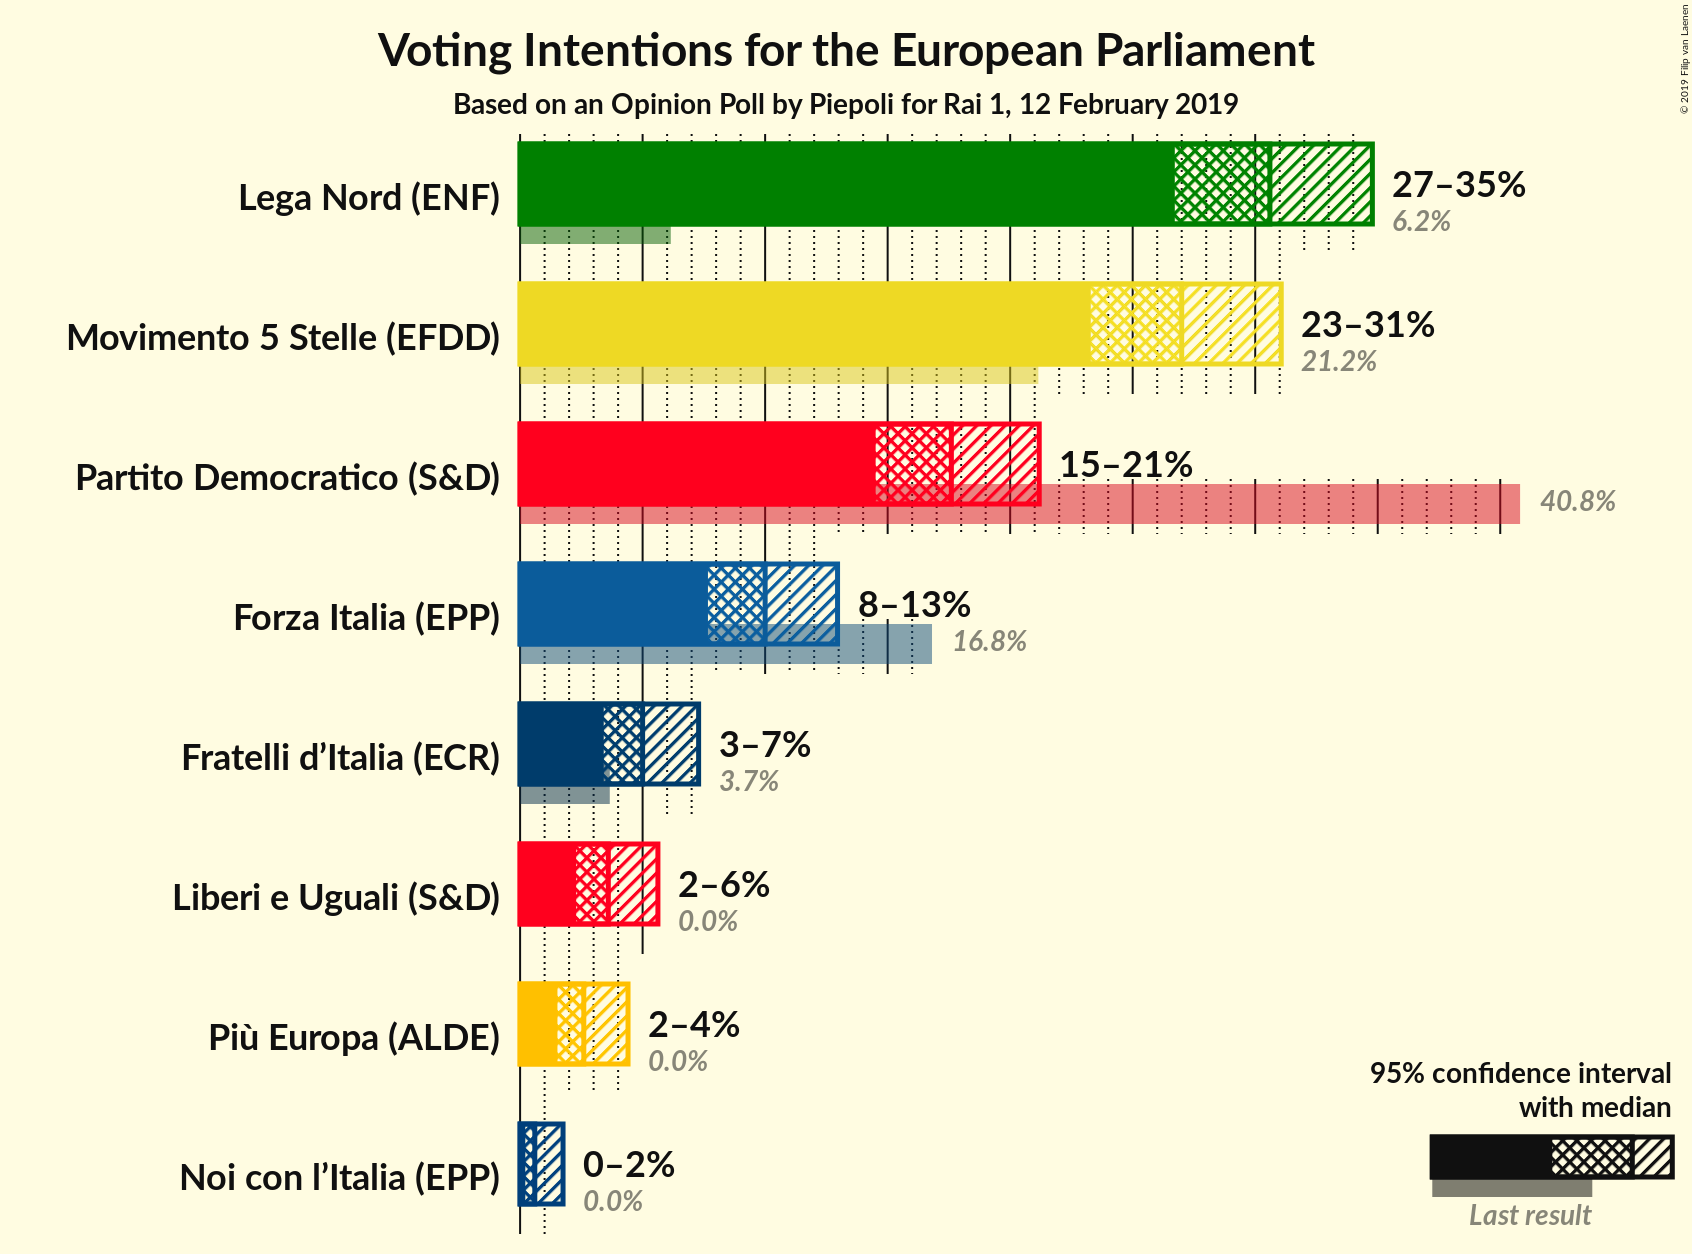 Voting Intentions for the European Parliament
Based on an Opinion Poll by Piepoli for Rai 1, 12 February 2019
© 2019 Filip van Laenen
Lega Nord (ENF)
27–35%
6.2%
Movimento 5 Stelle (EFDD)
23–31%
21.2%
Partito Democratico (S&D)
15–21%
40.8%
Forza Italia (EPP)
8–13%
16.8%
Fratelli d’Italia (ECR)
3–7%
3.7%
Liberi e Uguali (S&D)
2–6%
0.0%
Più Europa (ALDE)
2–4%
0.0%
Noi con l’Italia (EPP)
0–2%
0.0%
95% confidence interval
with median
Last result